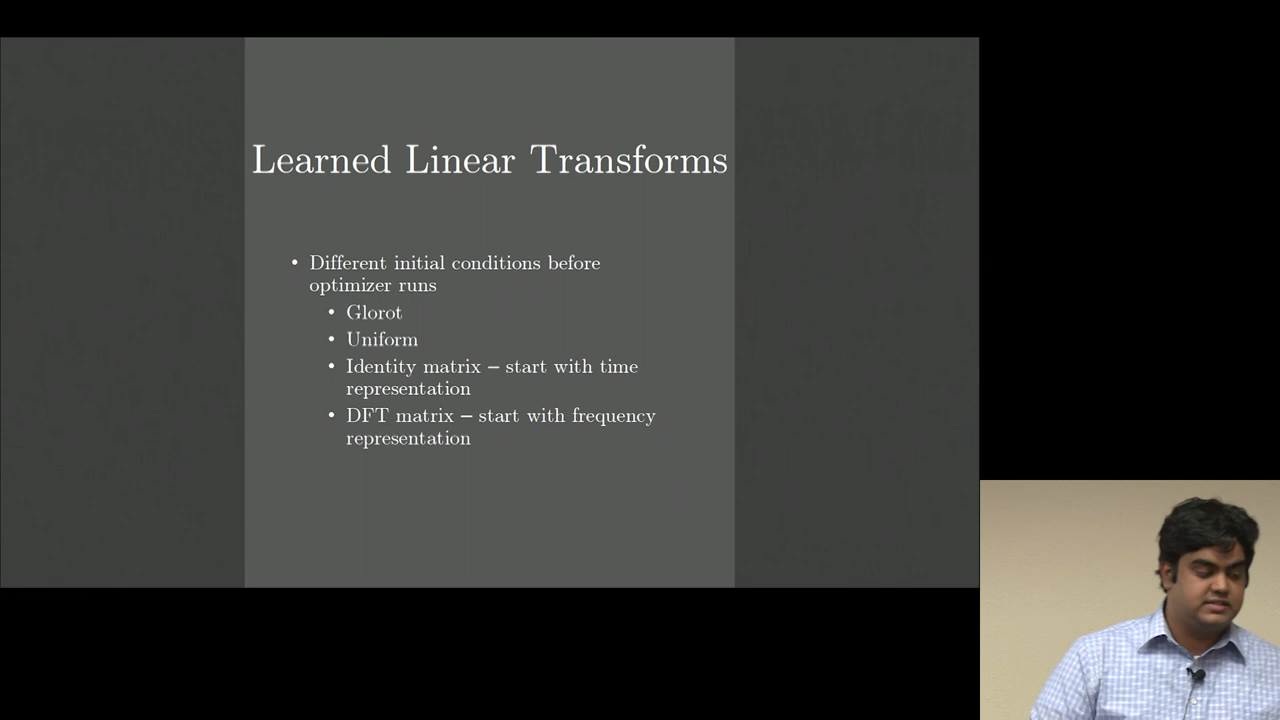 Learned Linear Transforms
• Different initial conditions before
optimizer runs
• Glorot
• Uniform
• Identity matrix – start with time
representation
• DFT matrix – start with frequency
representation